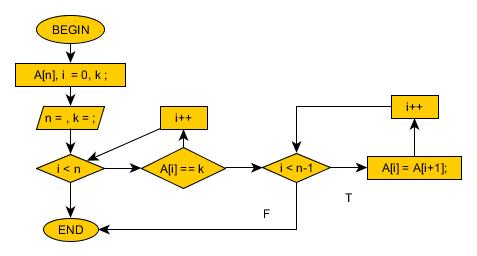 BEGIN
A[n], i = 0, k ;
n = , k = ;
i++
i++
i < n
A[i] == k
i < n-1
A[i] = A[i+1];
T
F
END